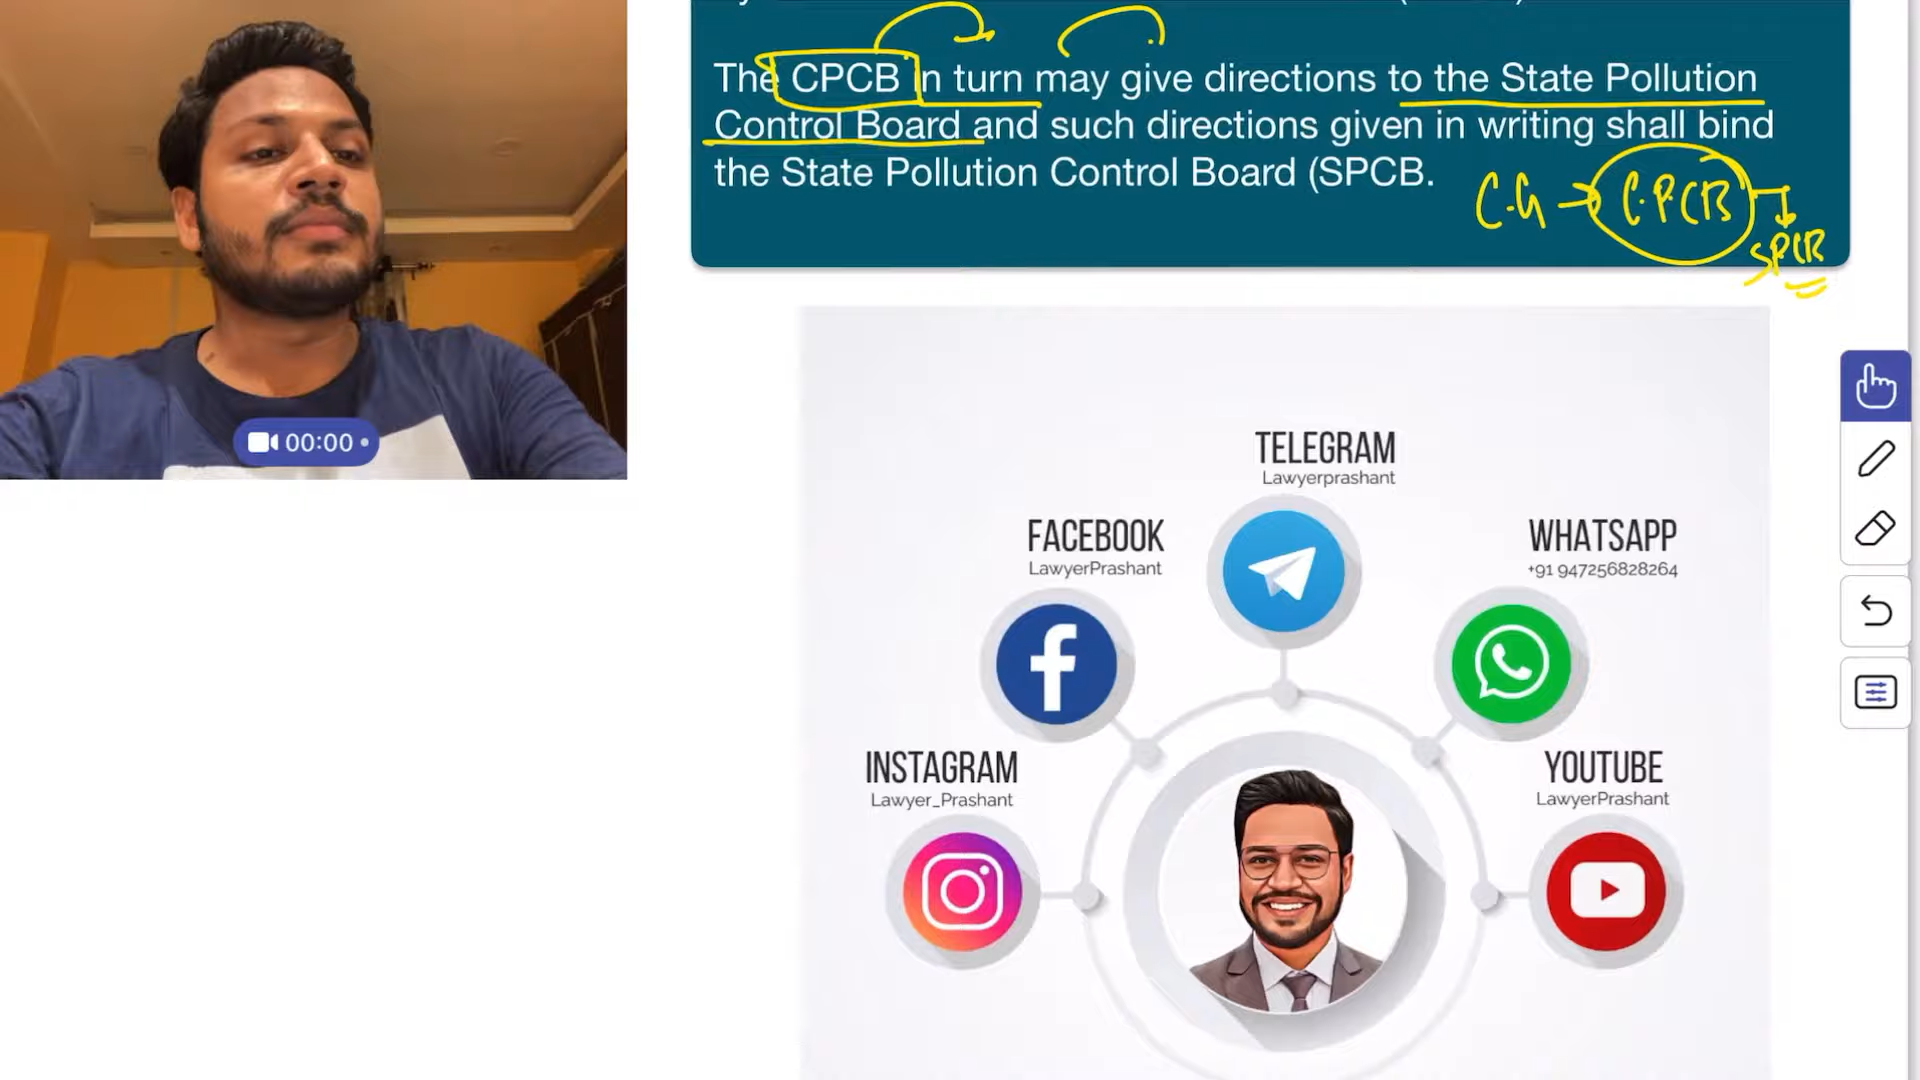 The CPCB in turn may give directions to the State Pollution
Control Board and such directions given in writing shall bind
the State Pollution Control Board (SPCB.
C.G → C.P.CB
SPCB
00:00
TELEGRAM
Lawyerprashant
FACEBOOK
LawyerPrashant
WHATSAPP
+91 947256828264
INSTAGRAM
Lawyer_Prashant
YOUTUBE
LawyerPrashant